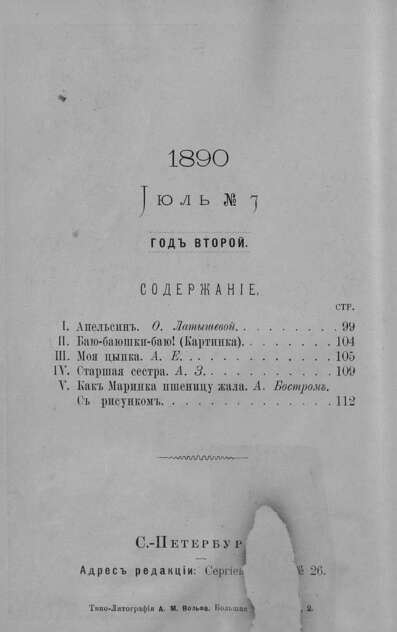 1890
Іюль № 7
ГОДЪ ВТОРОЙ.
СОДЕРЖАНІЕ.
СТР.
I. Апельсинъ. О. Латышевой. . . . . . . . . 99
II. Баю-баюшки-баю! (Картинка). . . . . . . . 104
III. Моя цыпка. А. Е. . . . . . . . . . . . . 105
IV. Старшая сестра. А. З. . . . . . . . . . . 109
V. Какъ Маринка пшеницу жала. А. Бостромъ.
Съ рисункомъ. . . . . . . . . . . . . 112
С.-ПЕТЕРБУР
Адресъ редакціи: Сергіев № 26.
Типо-Литографія А. М. Вольфа. Большая 2.